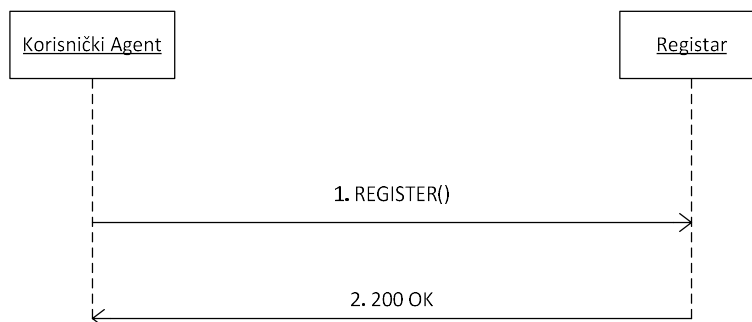 Korisnički Agent
Registar
1. REGISTER()
2. 200 OK